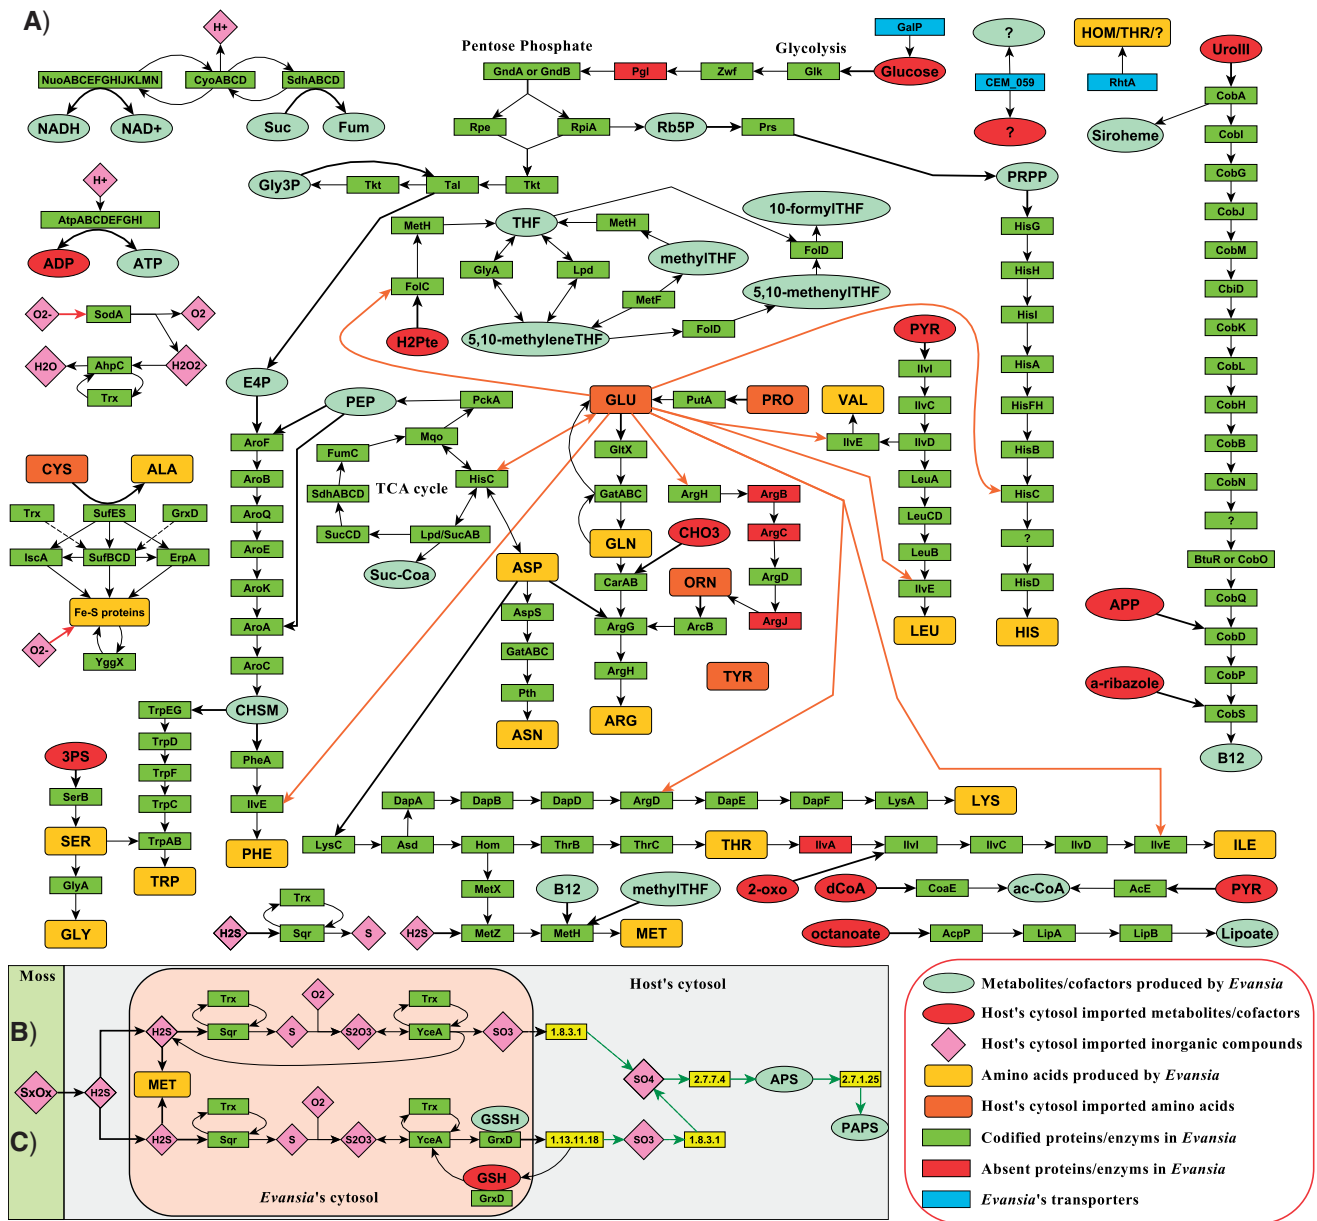 A)
H+
NuoABCEFGHIJKLMN
CyoABCD
SdhABCD
NADH
NAD+
Suc
Fum
Pentose Phosphate
Glycolysis
GndA or GndB
Pgl
Zwf
Glk
Glucose
GalP
Rpe
RpiA
Rb5P
Prs
Gly3P
Tkt
Tal
Tkt
?
CEM_059
?
HOM/THR/?
RhtA
UroIII
CobA
Siroheme
CobI
CobG
CobJ
CobM
CbiD
CobK
CobL
CobH
CobB
CobN
?
BtuR or CobO
CobQ
APP
CobD
CobP
a-ribazole
CobS
B12
H+
AtpABCDEFGHI
ADP
ATP
O2-
SodA
O2
H2O
AhpC
H2O2
Trx
MetH
THF
MetH
10-formylTHF
FolD
GlyA
Lpd
methylTHF
FolC
MetF
5,10-methenylTHF
H2Pte
5,10-methyleneTHF
FolD
PRPP
HisG
HisH
HisI
HisA
HisFH
HisB
HisC
?
HisD
HIS
E4P
PEP
PckA
AroF
AroB
AroQ
AroE
AroK
AroA
AroC
CHSM
PheA
IlvE
PHE
Mqo
FumC
HisC
SdhABCD
TCA cycle
SucCD
Lpd/SucAB
Suc-Coa
GLU
PutA
PRO
GltX
GatABC
GLN
CarAB
ArgG
ArgH
ARG
VAL
IlvE
PYR
IlvI
IlvC
IlvD
LeuA
LeuCD
LeuB
IlvE
LEU
ArgH
ArgB
CHO3
ArgC
ArgD
ORN
ArcB
ArgJ
TYR
ASP
AspS
GatABC
Pth
ASN
CYS
ALA
Trx
SufES
GrxD
IscA
SufBCD
ErpA
Fe-S proteins
O2-
YggX
TrpEG
TrpD
TrpF
TrpC
TrpAB
TRP
3PS
SerB
SER
GlyA
GLY
DapA
DapB
DapD
ArgD
DapE
DapF
LysA
LYS
LysC
Asd
Hom
ThrB
ThrC
THR
IlvA
IlvI
IlvC
IlvD
IlvE
ILE
MetX
B12
methylTHF
2-oxo
dCoA
CoaE
ac-CoA
AcE
PYR
Trx
H2S
Sqr
S
H2S
MetZ
MetH
MET
octanoate
AcpP
LipA
LipB
Lipoate
Moss
Host's cytosol
B)
Trx
O2
Trx
H2S
Sqr
S
S2O3
YceA
SO3
1.8.3.1
SxOx
H2S
MET
SO4
2.7.7.4
APS
2.7.1.25
PAPS
C)
Trx
O2
Trx
GSSH
H2S
Sqr
S
S2O3
YceA
GrxD
1.13.11.18
SO3
1.8.3.1
GSH
GrxD
Evansia's cytosol
Metabolites/cofactors produced by Evansia
Host's cytosol imported metabolites/cofactors
Host's cytosol imported inorganic compounds
Amino acids produced by Evansia
Host's cytosol imported amino acids
Codified proteins/enzyms in Evansia
Absent proteins/enzyms in Evansia
Evansia's transporters